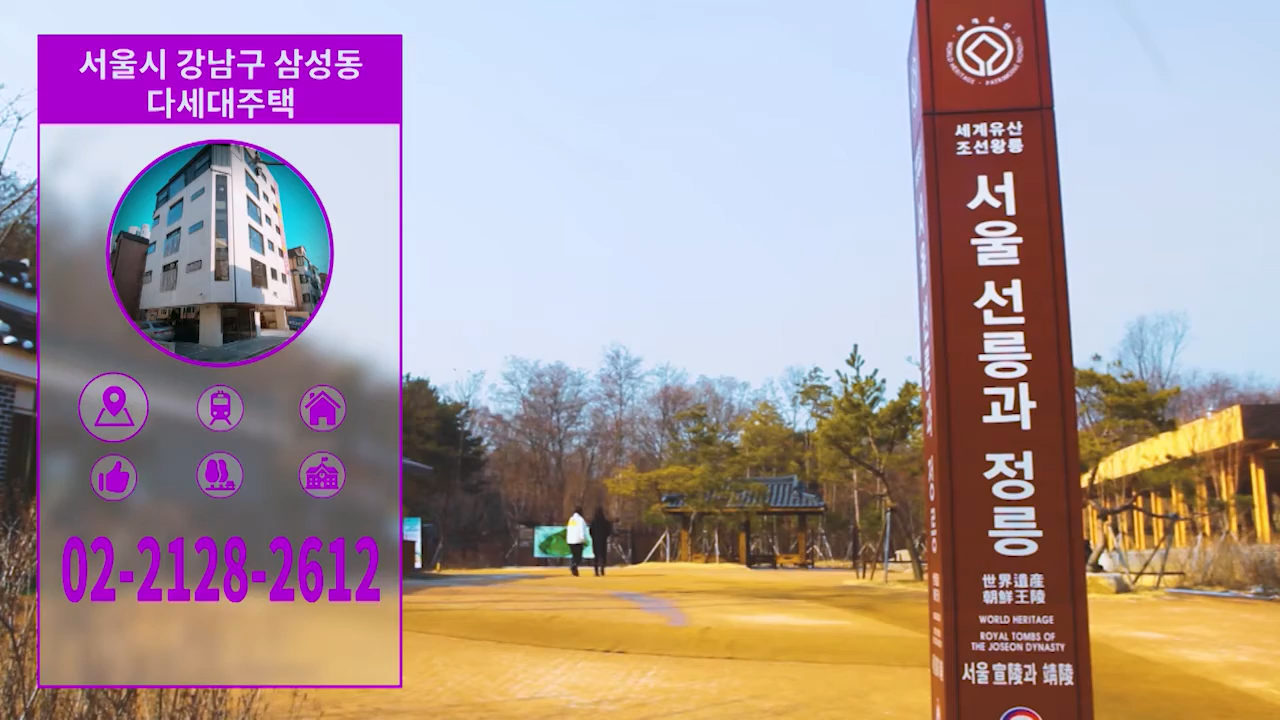 서울시 강남구 삼성동
다세대주택
02-2128-2612
세계유산
조선왕릉
서울 선릉과 정릉
世界遺産
朝鮮王陵
WORLD HERITAGE
ROYAL TOMBS OF
THE JOSEON DYNASTY
서울 宣陵과 靖陵